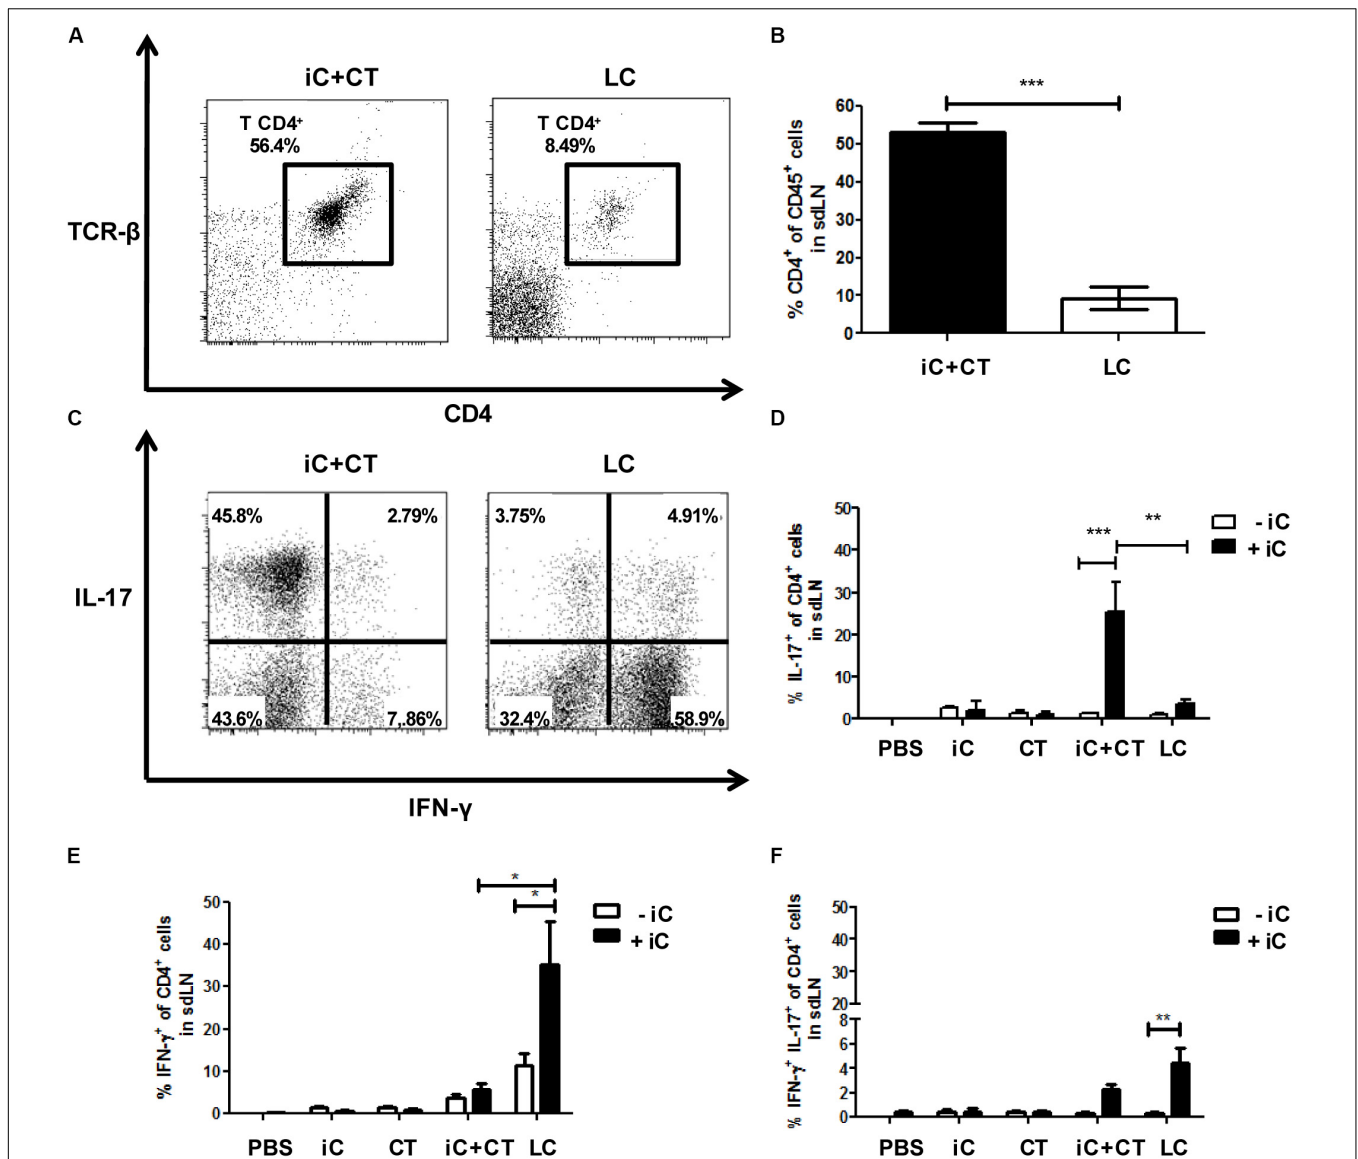 A
iC+CT
LC
T CD4+
56.4%
T CD4+
8.49%
TCR-β
CD4
B
***
60
50
40
30
20
10
0
% CD4+ of CD45+ cells
in sdLN
iC+CT
LC
C
iC+CT
LC
45.8%
2.79%
43.6%
7,.86%
3.75%
4.91%
32.4%
.58.9%
IL-17
IFN-γ
D
50
40
30
20
10
0
% IL-17+ of CD4+ cells
in sdLN
***
**
- iC
+ iC
PBS
iC
CT
iC+CT
LC
E
50
40
30
20
10
0
% IFN-γ+ of CD4+ cells
in sdLN
*
*
- iC
+ iC
PBS
iC
CT
iC+CT
LC
F
50
40
30
20
8
6
4
2
0
% IFN-γ+ IL-17+ of CD4+ cells
in sdLN
**
- iC
+ iC
PBS
iC
CT
iC+CT
LC